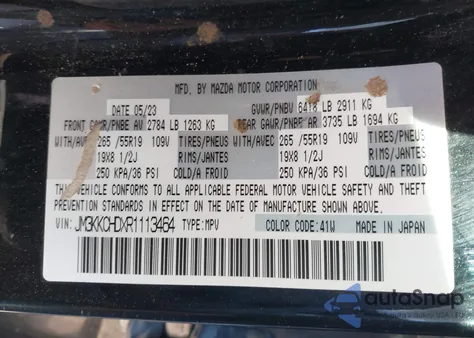 MFD. BY MAZDA MOTOR CORPORATION
DATE 05/23 GVWR/PNBV 6418 LB 2911 KG
FRONT GAWR/PNBE AV 2784 LB 1263 KG REAR GAWR/PNBE AR 3735 LB 1694 KG
WITH/AVEC 265 /55R19 109V TIRES/PNEUS WITH/AVEC 265 /55R19 109V TIRES/PNEUS
19X8 1/2J RIMS/JANTES 19X8 1/2J RIMS/JANTES
250 KPA/36 PSI COLD/A FROID 250 KPA/36 PSI COLD/A FROID
THIS VEHICLE CONFORMS TO ALL APPLICABLE FEDERAL MOTOR VEHICLE SAFETY AND THEFT
PREVENTION STANDARDS IN EFFECT ON THE DATE OF MANUFACTURE SHOWN ABOVE.
VIN: JM3KKCHDXR1113464 TYPE:MPV COLOR CODE:41W MADE IN JAPAN
autoSnap